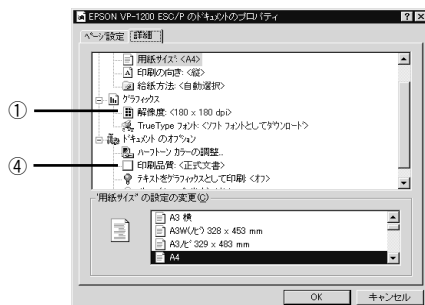 EPSON VP-1200 ESC/P のドキュメントのプロパティ
ページ設定 詳細
用紙サイズ: <A4>
印刷の向き: <縦>
給紙方法: <自動選択>
グラフィックス
① 解像度: <180 x 180 dpi>
TrueType フォント: <ソフト フォントとしてダウンロード>
ドキュメントのオプション
ハーフトーン カラーの調整...
④ 印刷品質: <正式文書>
テキストをグラフィックスとして印刷: <オフ>
'用紙サイズ' の設定の変更(C)
A3 横
A3W(ノビ) 328 x 453 mm
A3ノビ 329 x 483 mm
A4
OK キャンセル